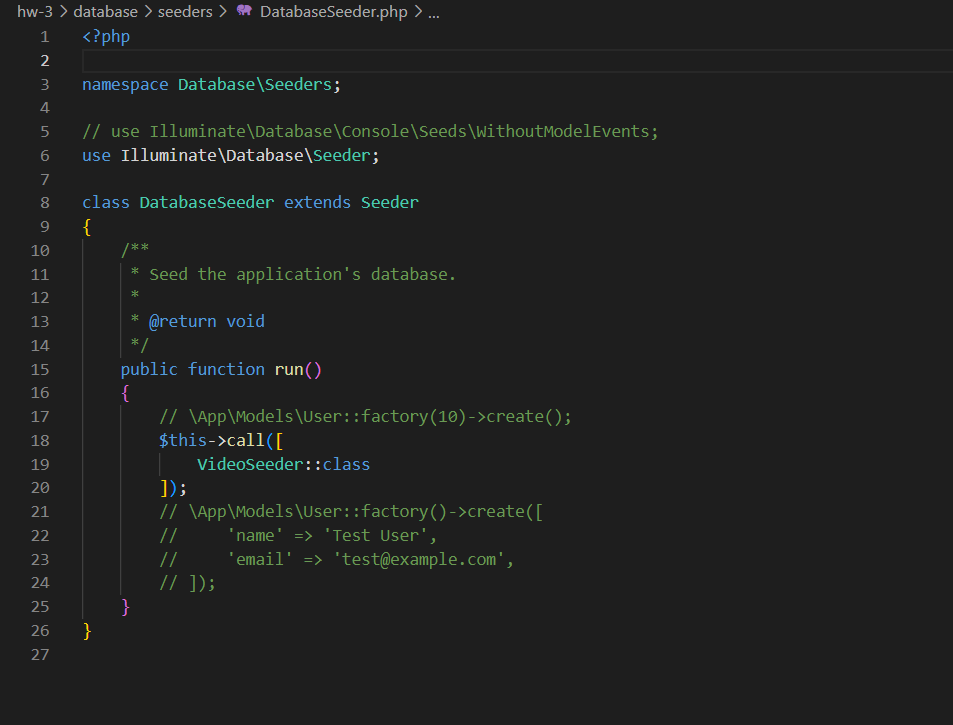 hw-3 > database > seeders > DatabaseSeeder.php > ...
1 <?php
2
3 namespace Database\Seeders;
4
5 // use Illuminate\Database\Console\Seeds\WithoutModelEvents;
6 use Illuminate\Database\Seeder;
7
8 class DatabaseSeeder extends Seeder
9 {
10     /**
11      * Seed the application's database.
12      *
13      * @return void
14      */
15     public function run()
16     {
17         // \App\Models\User::factory(10)->create();
18         $this->call([
19             VideoSeeder::class
20         ]);
21         // \App\Models\User::factory()->create([
22         //     'name' => 'Test User',
23         //     'email' => 'test@example.com',
24         // ]);
25     }
26 }
27